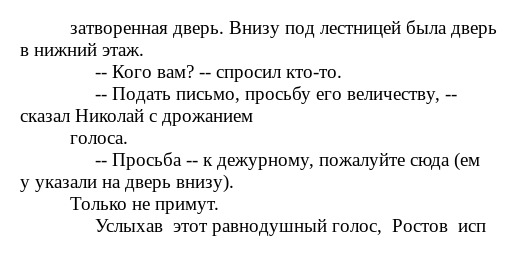 затворенная дверь. Внизу под лестницей была дверь
в нижний этаж.
-- Кого вам? -- спросил кто-то.
-- Подать письмо, просьбу его величеству, --
сказал Николай с дрожанием
голоса.
-- Просьба -- к дежурному, пожалуйте сюда (ем
у указали на дверь внизу).
Только не примут.
Услыхав  этот равнодушный голос,  Ростов  исп